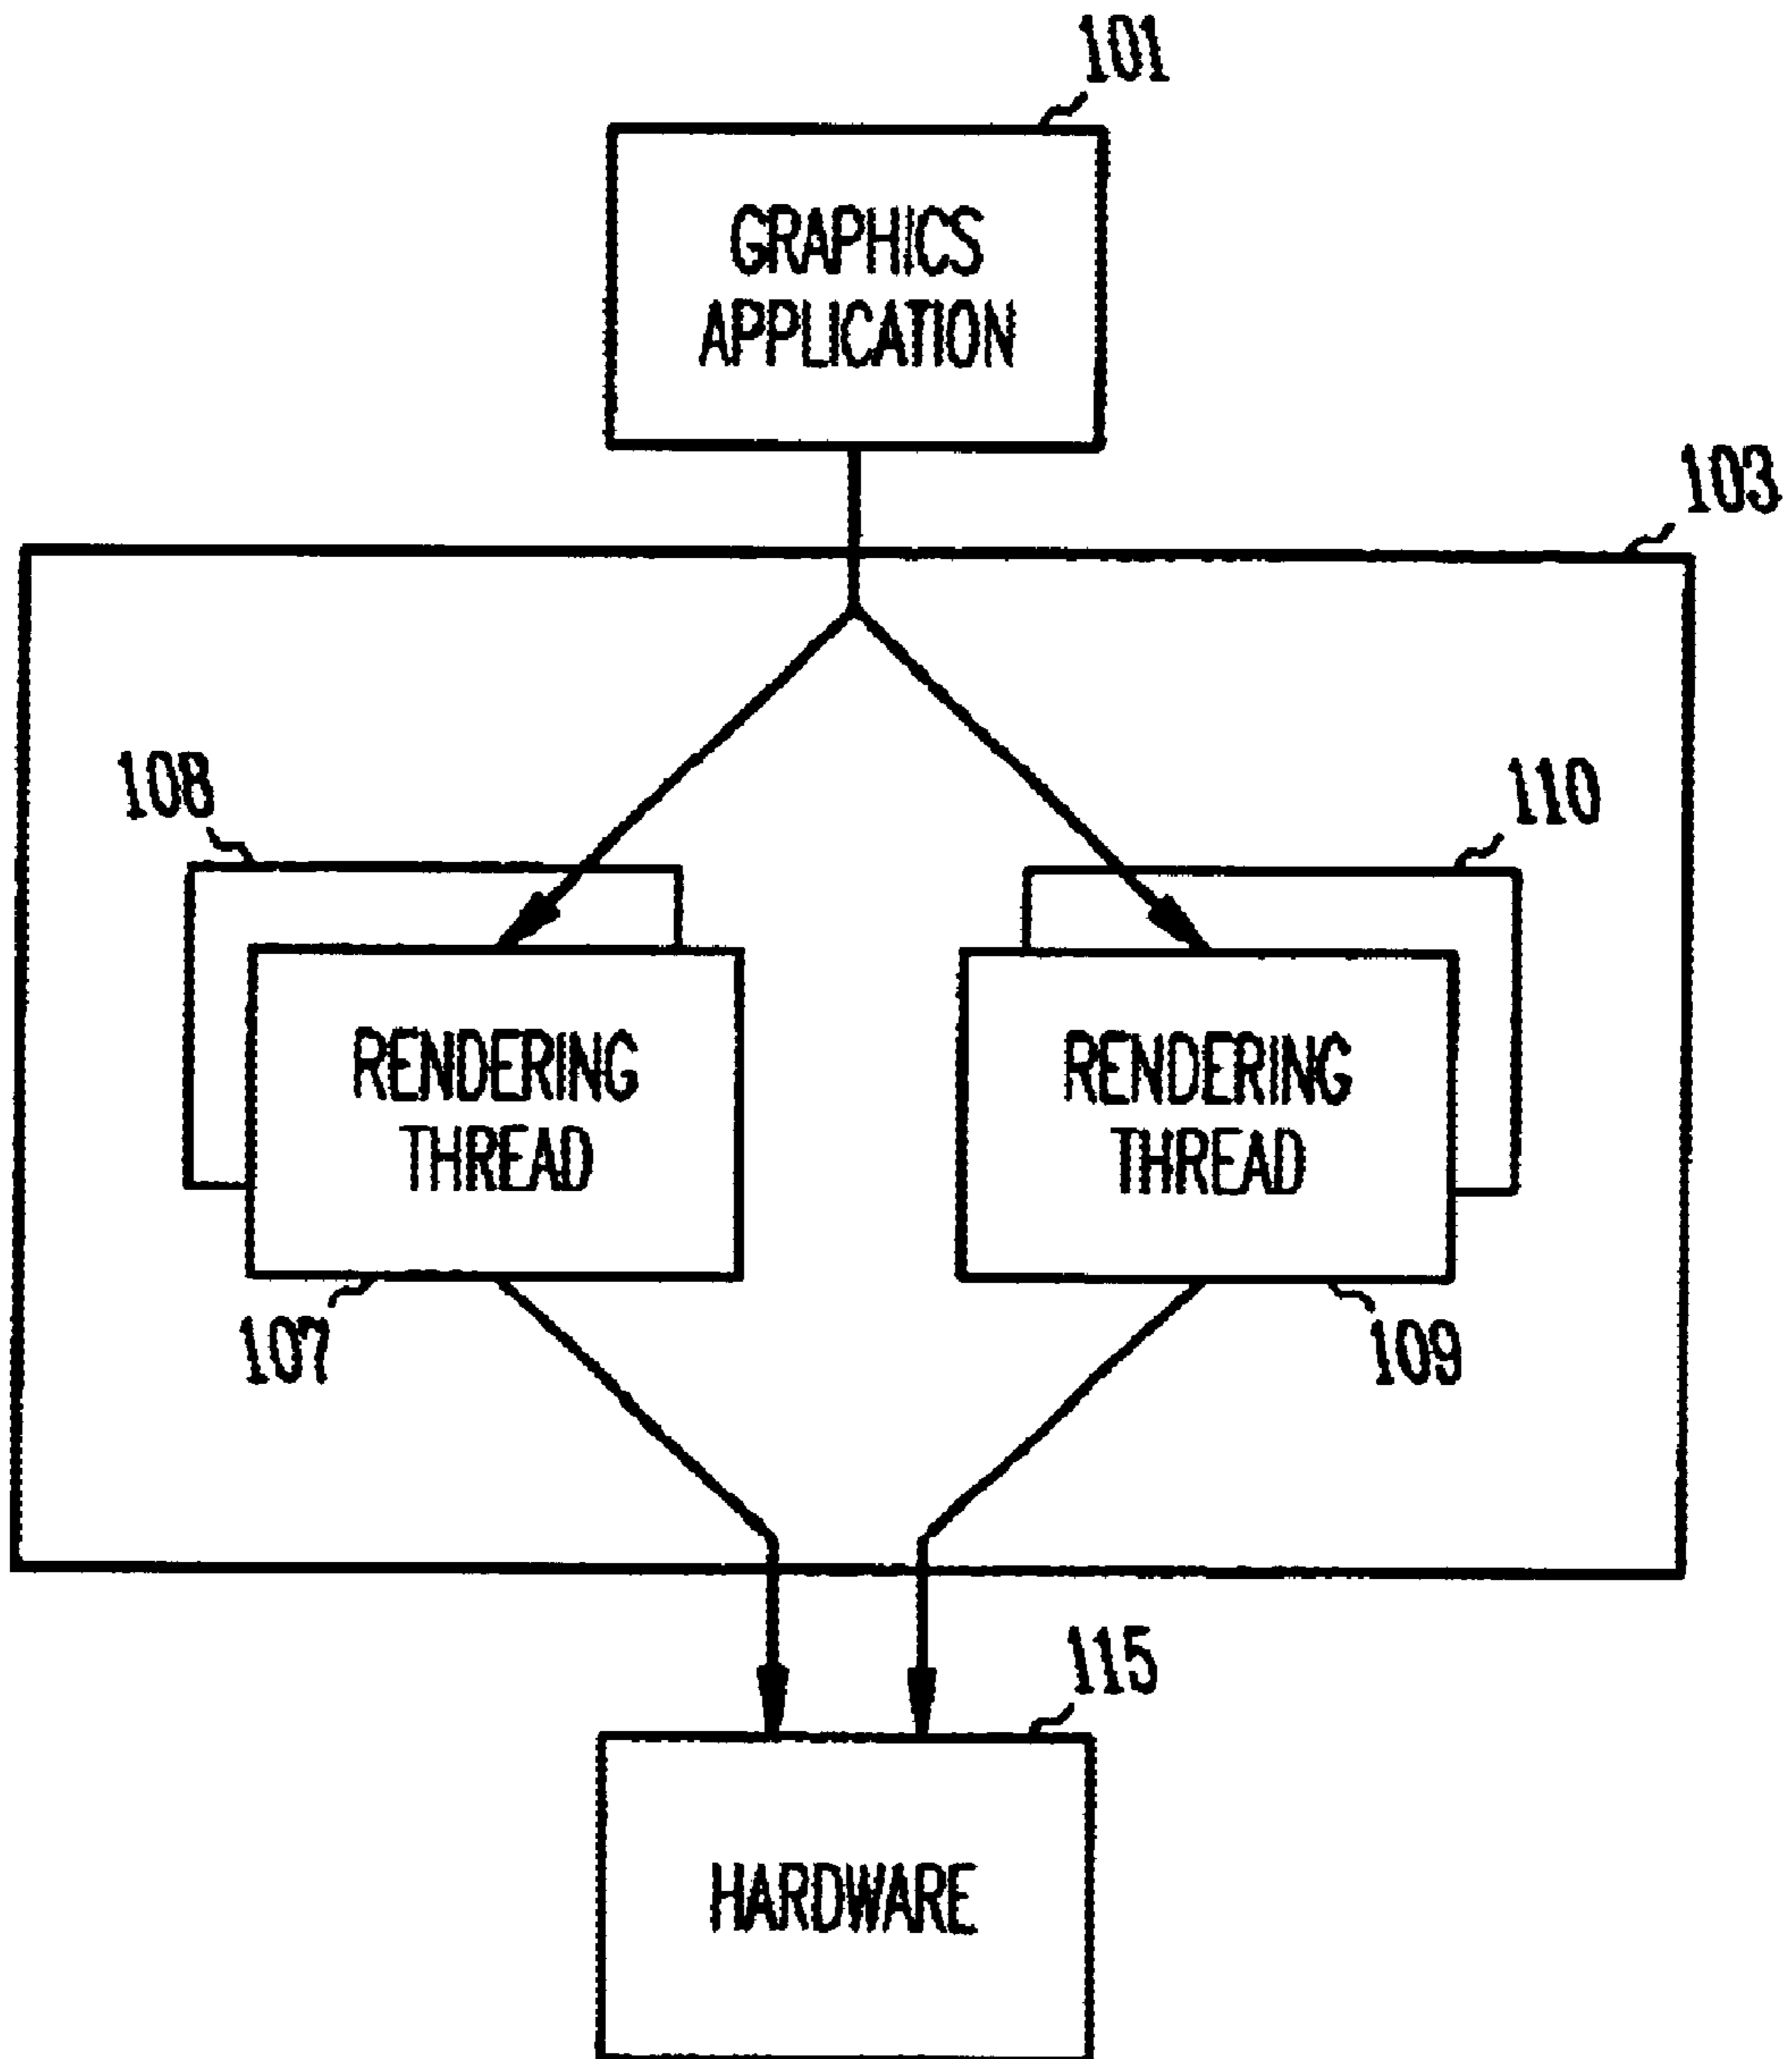 101
GRAPHICS
APPLICATION
103
108
110
RENDERING
THREAD
RENDERING
THREAD
107
109
115
HARDWARE